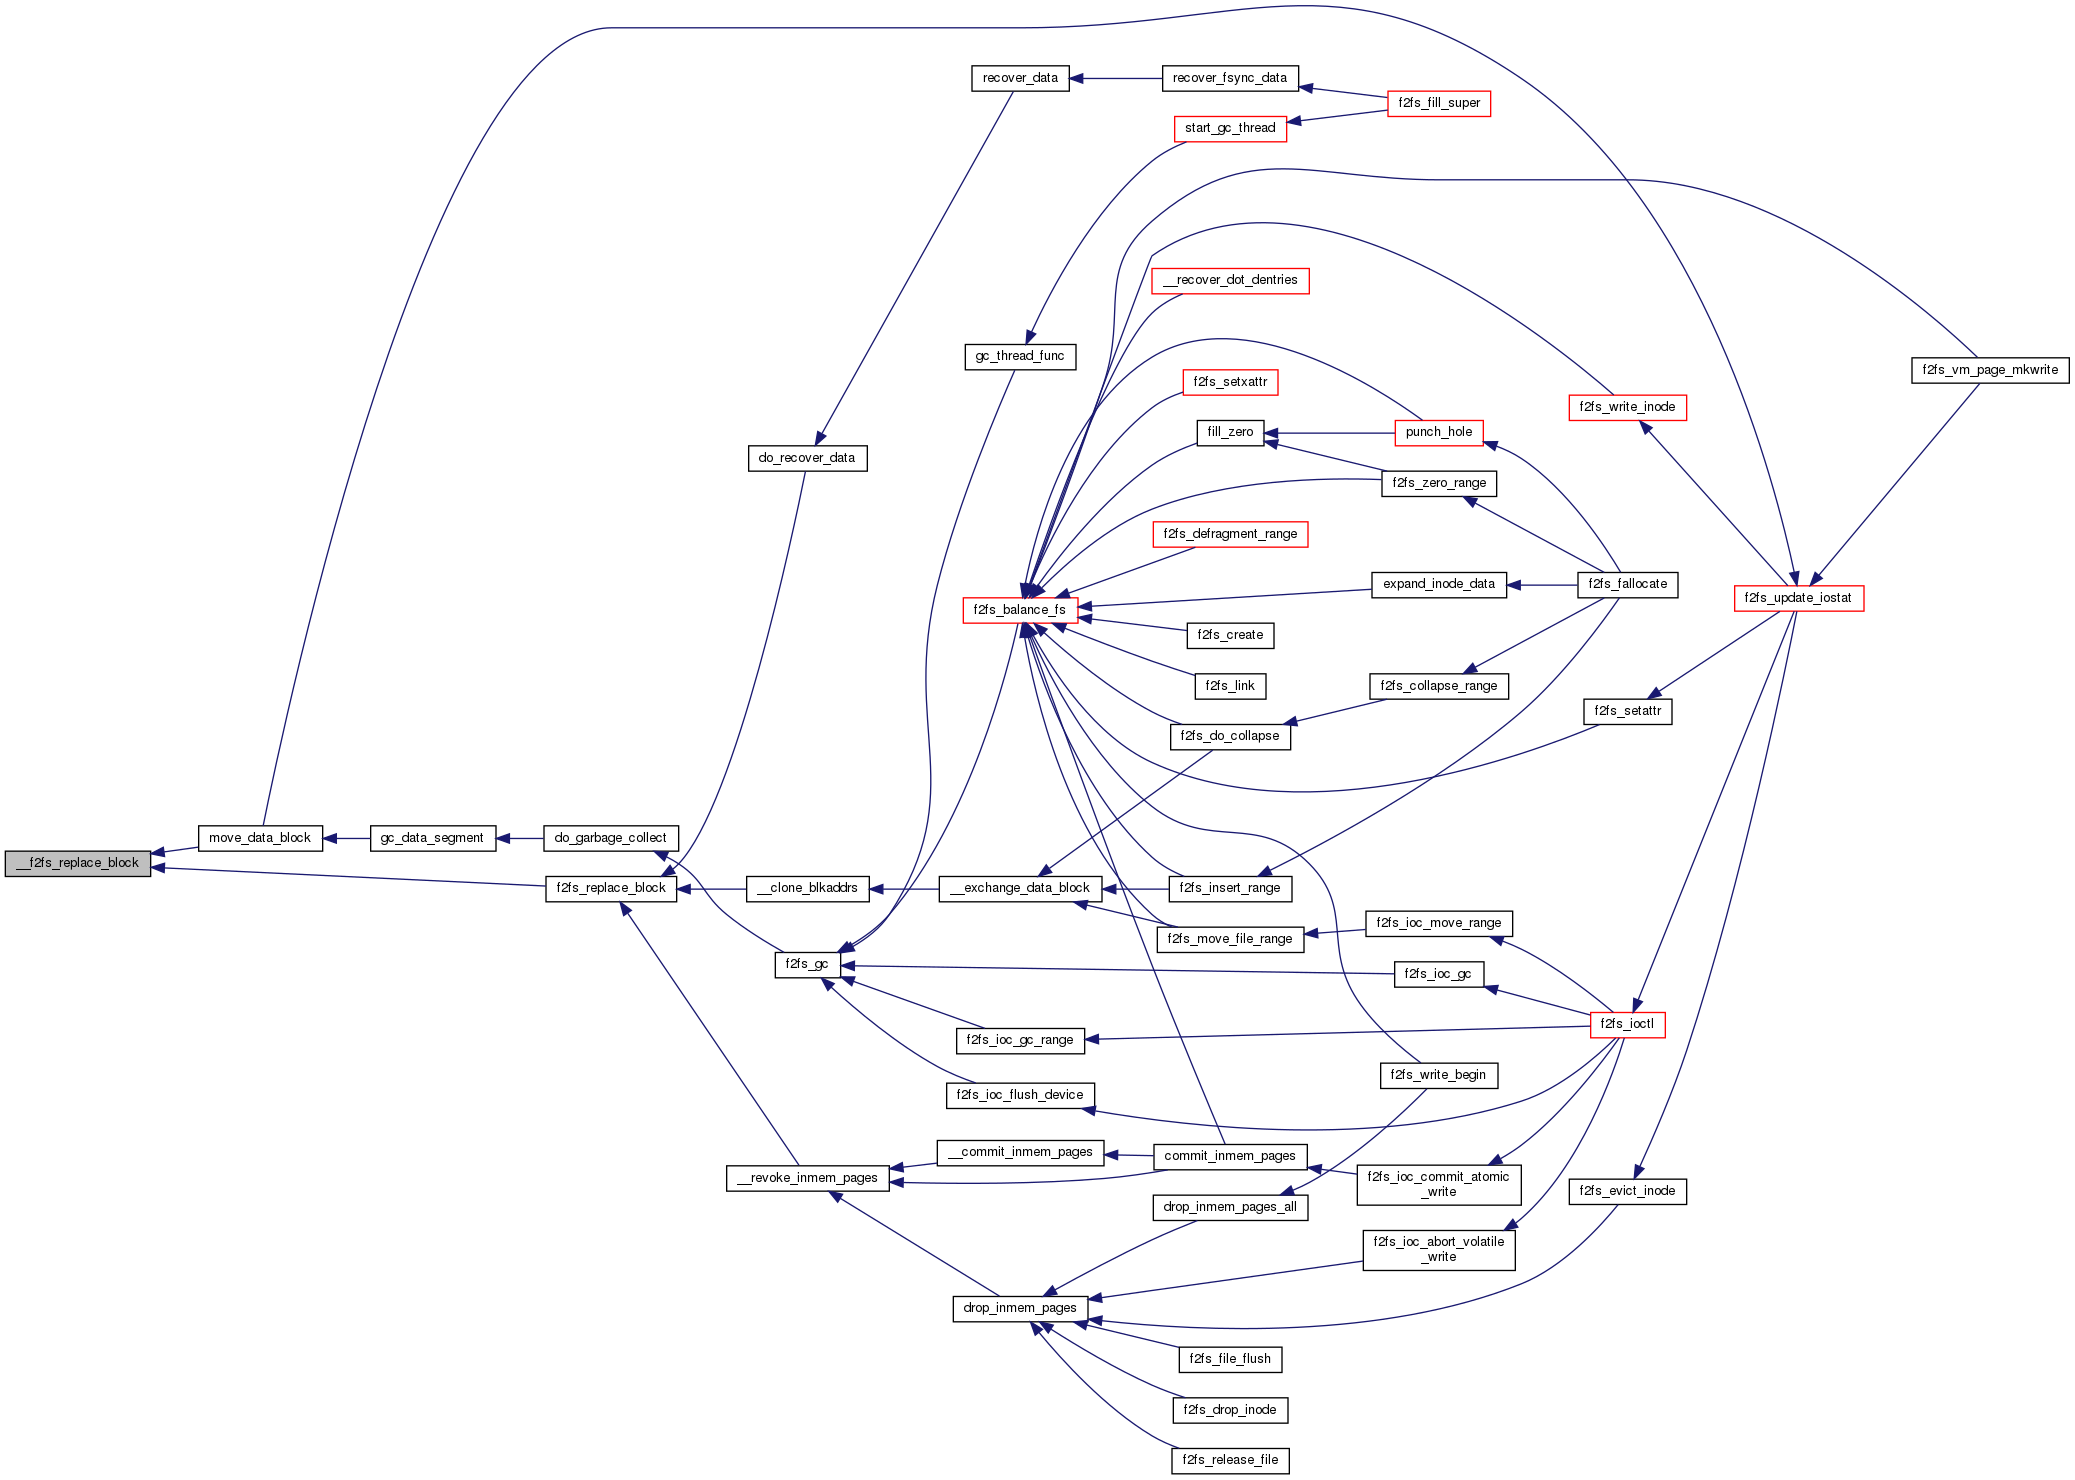 recover_data
recover_fsync_data
f2fs_fill_super
start_gc_thread
__recover_dot_dentries
gc_thread_func
f2fs_vm_page_mkwrite
f2fs_setxattr
f2fs_write_inode
fill_zero
punch_hole
do_recover_data
f2fs_zero_range
f2fs_defragment_range
expand_inode_data
f2fs_fallocate
f2fs_update_iostat
f2fs_balance_fs
f2fs_create
f2fs_link
f2fs_collapse_range
f2fs_setattr
f2fs_do_collapse
move_data_block
gc_data_segment
do_garbage_collect
__f2fs_replace_block
f2fs_replace_block
__clone_blkaddrs
__exchange_data_block
f2fs_insert_range
f2fs_ioc_move_range
f2fs_move_file_range
f2fs_gc
f2fs_ioc_gc
f2fs_ioctl
f2fs_ioc_gc_range
f2fs_write_begin
f2fs_ioc_flush_device
__commit_inmem_pages
commit_inmem_pages
__revoke_inmem_pages
f2fs_ioc_commit_atomic
_write
f2fs_evict_inode
drop_inmem_pages_all
f2fs_ioc_abort_volatile
_write
drop_inmem_pages
f2fs_file_flush
f2fs_drop_inode
f2fs_release_file